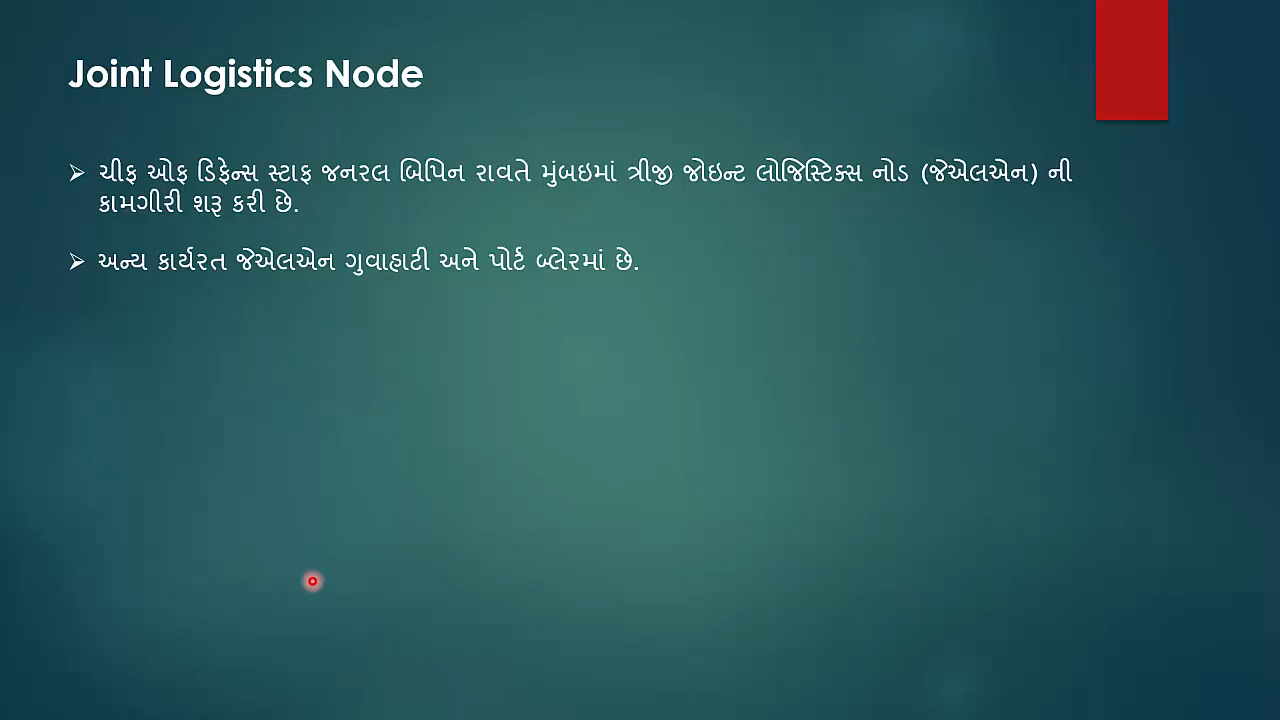 Joint Logistics Node
➢ ચીફ ઓફ ડિફેન્સ સ્ટાફ જનરલ બિપિન રાવતે મુંબઇમાં ત્રીજી જોઇન્ટ લોજિસ્ટિક્સ નોડ (જેએલએન) ની
કામગીરી શરૂ કરી છે.
➢ અન્ય કાર્યરત જેએલએન ગુવાહાટી અને પોર્ટ બ્લેરમાં છે.